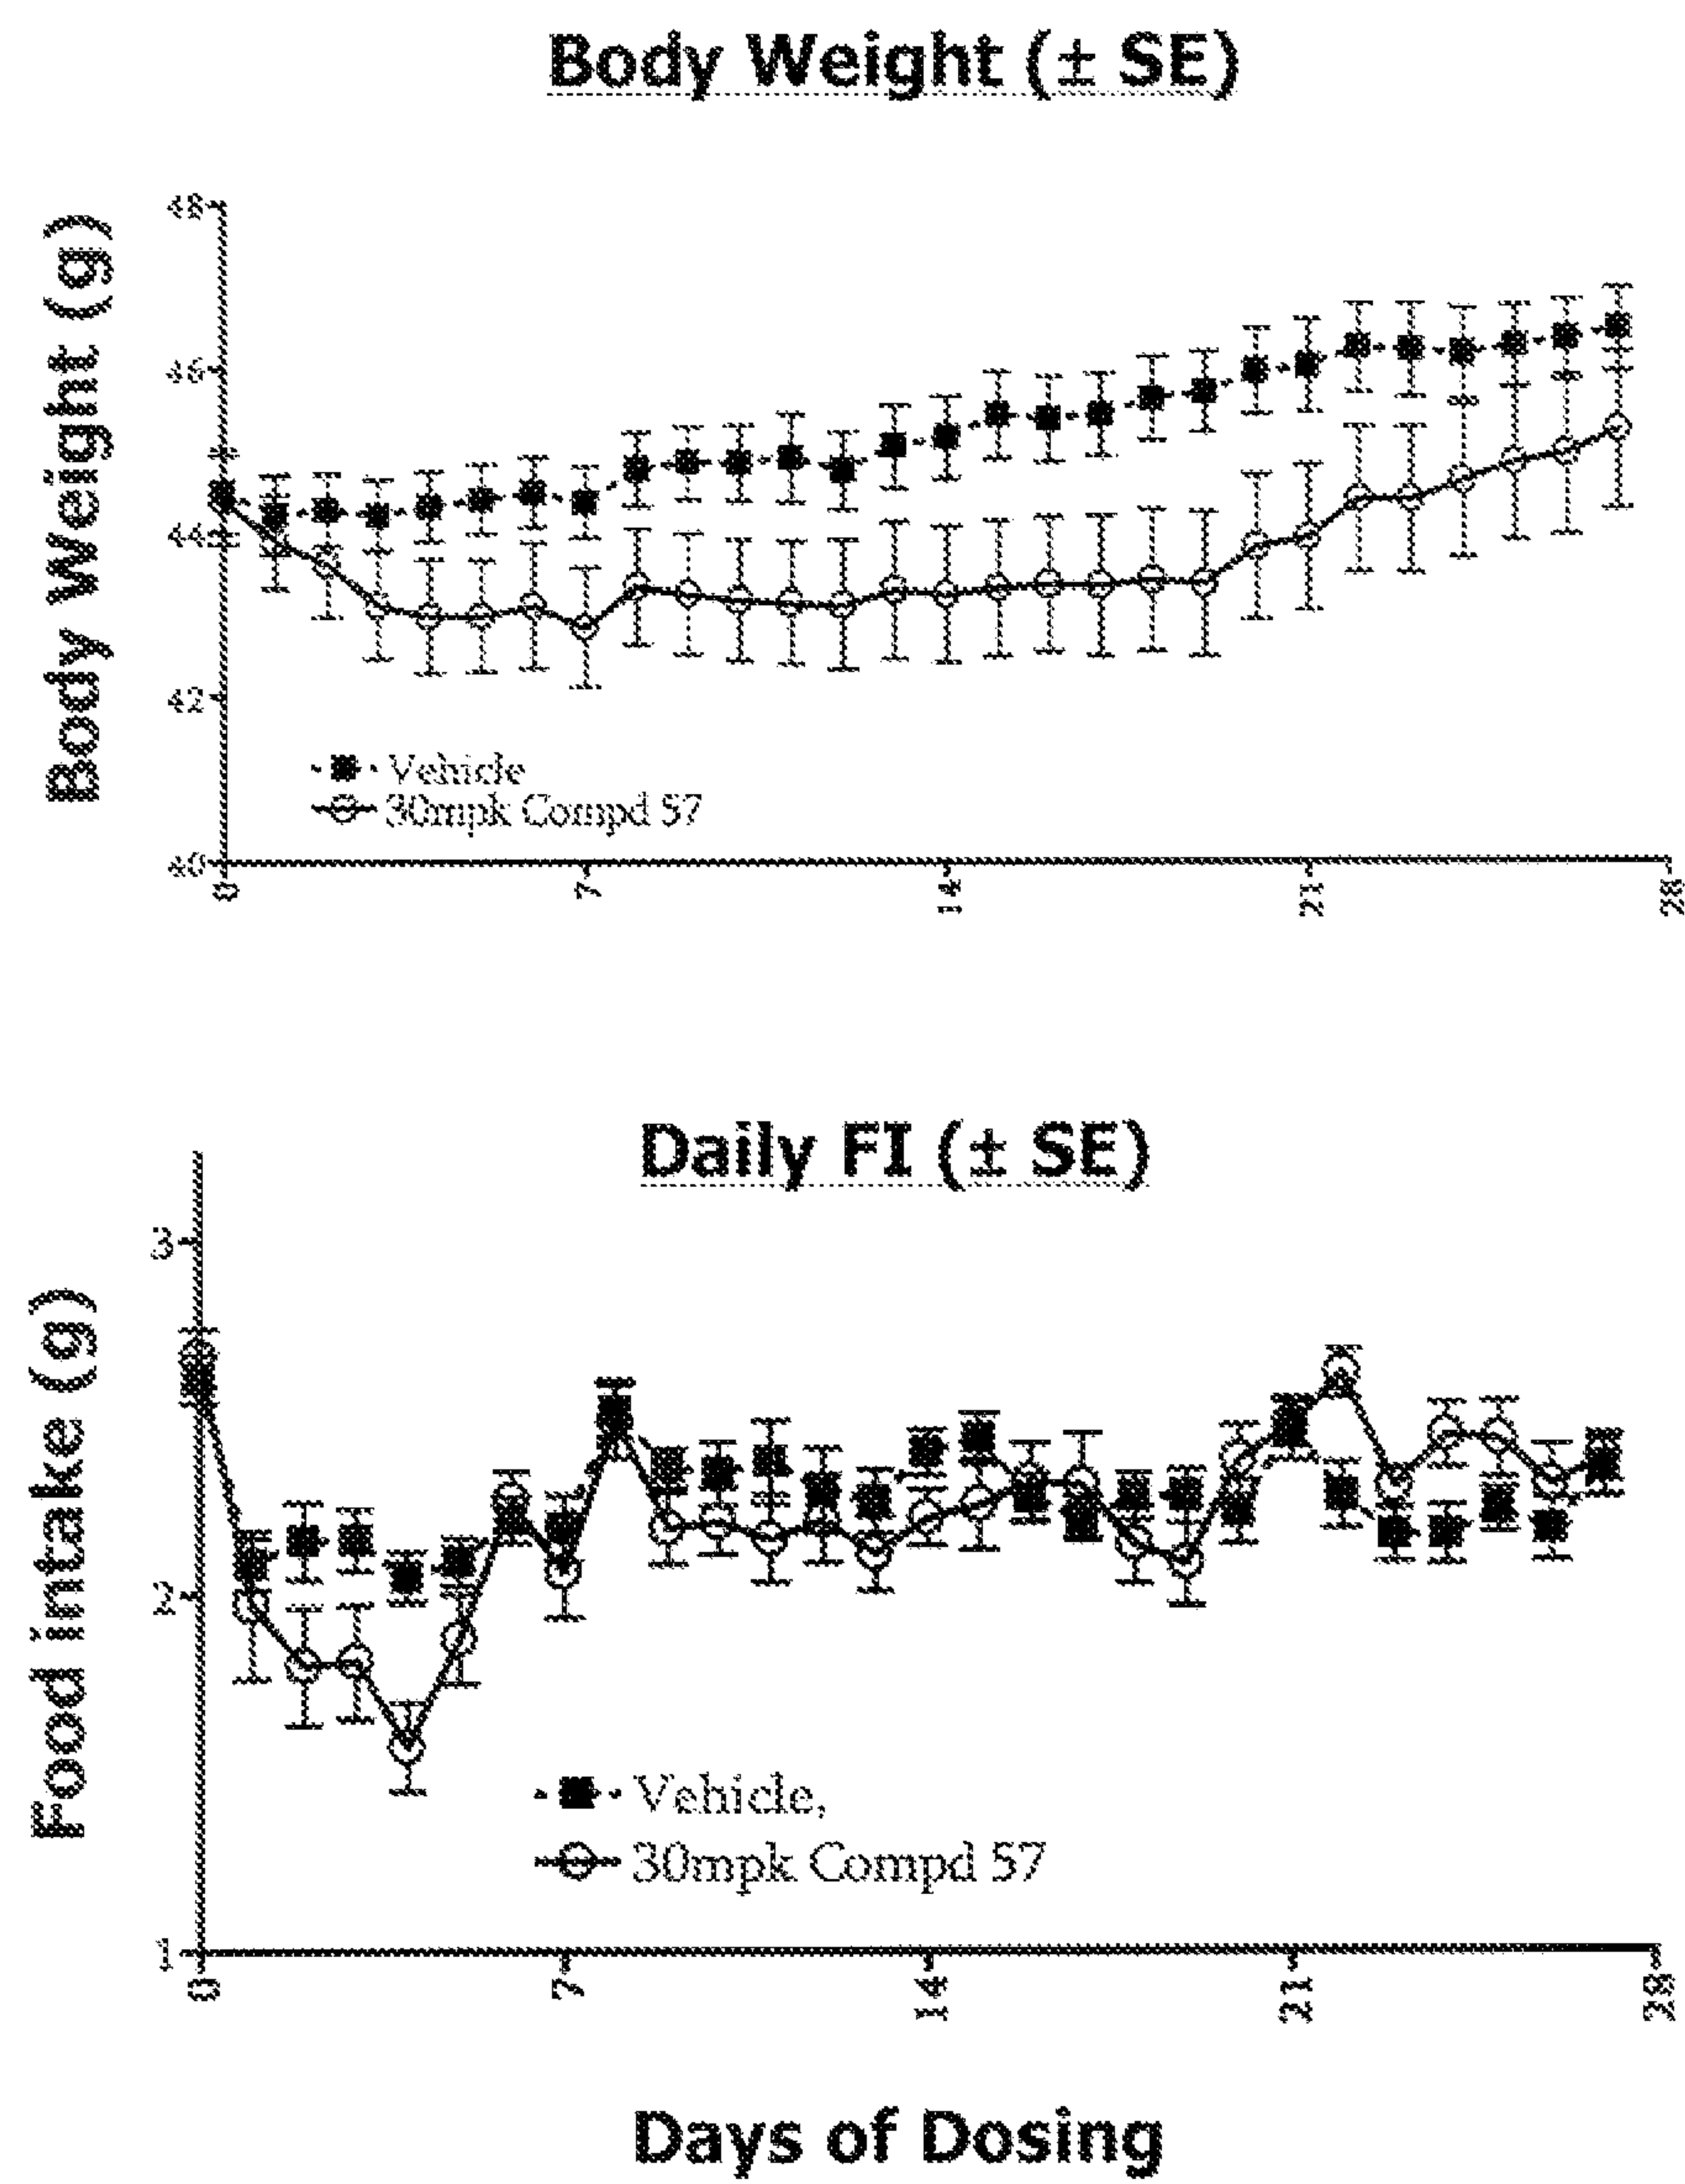 Body Weight (± SE)
Body Weight (g)
48
46
44
42
40
Vehicle
30mpk Compd 57
0 7 14 21 28
Daily FI (± SE)
Food intake (g)
3
2
1
Vehicle,
30mpk Compd 57
0 7 14 21 28
Days of Dosing